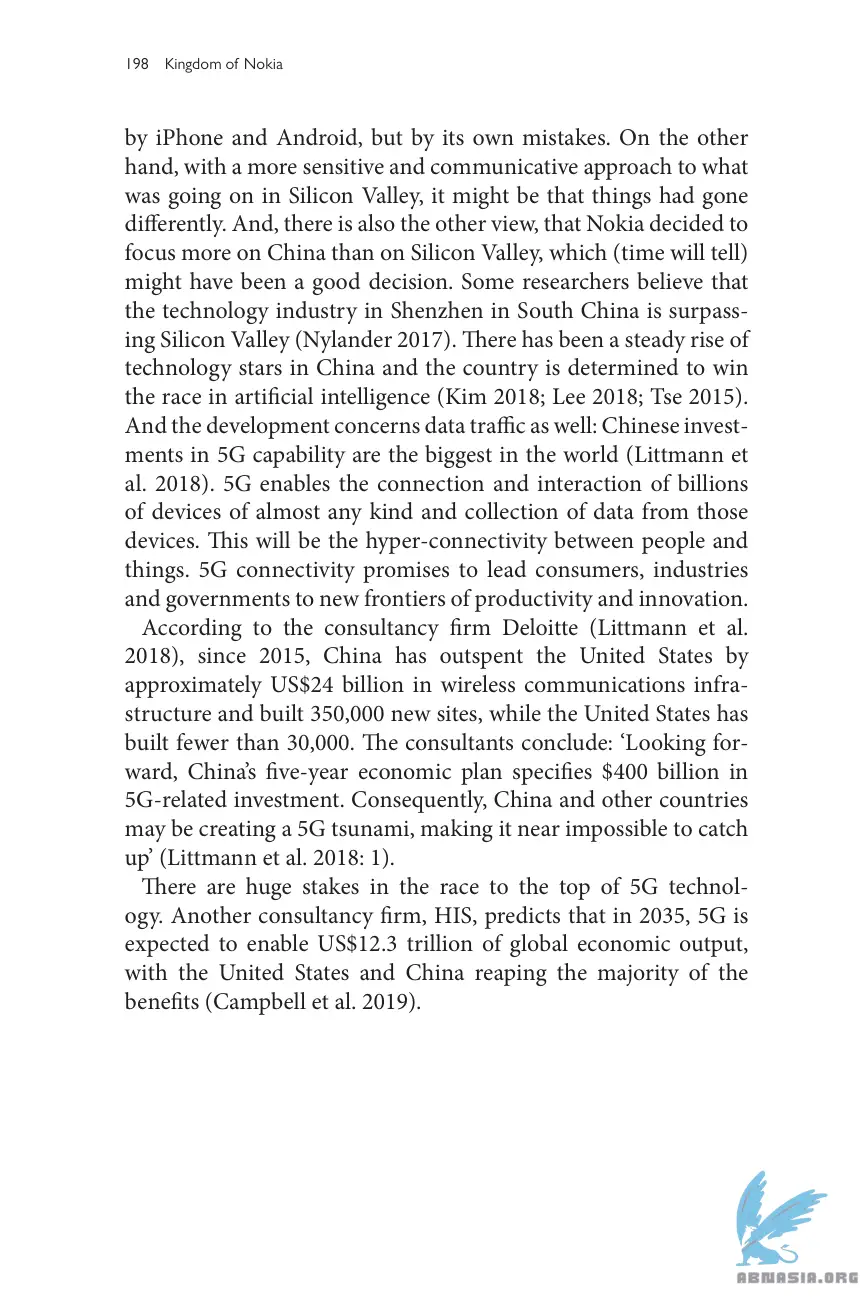 198 Kingdom of Nokia
by iPhone and Android, but by its own mistakes. On the other
hand, with a more sensitive and communicative approach to what
was going on in Silicon Valley, it might be that things had gone
differently. And, there is also the other view, that Nokia decided to
focus more on China than on Silicon Valley, which (time will tell)
might have been a good decision. Some researchers believe that
the technology industry in Shenzhen in South China is surpass-
ing Silicon Valley (Nylander 2017). There has been a steady rise of
technology stars in China and the country is determined to win
the race in artificial intelligence (Kim 2018; Lee 2018; Tse 2015).
And the development concerns data traffic as well: Chinese invest-
ments in 5G capability are the biggest in the world (Littmann et
al. 2018). 5G enables the connection and interaction of billions
of devices of almost any kind and collection of data from those
devices. This will be the hyper-connectivity between people and
things. 5G connectivity promises to lead consumers, industries
and governments to new frontiers of productivity and innovation.
According to the consultancy firm Deloitte (Littmann et al.
2018), since 2015, China has outspent the United States by
approximately US$24 billion in wireless communications infra-
structure and built 350,000 new sites, while the United States has
built fewer than 30,000. The consultants conclude: ‘Looking for-
ward, China’s five-year economic plan specifies $400 billion in
5G-related investment. Consequently, China and other countries
may be creating a 5G tsunami, making it near impossible to catch
up’ (Littmann et al. 2018: 1).
There are huge stakes in the race to the top of 5G technol-
ogy. Another consultancy firm, HIS, predicts that in 2035, 5G is
expected to enable US$12.3 trillion of global economic output,
with the United States and China reaping the majority of the
benefits (Campbell et al. 2019).
ABNASIA.ORG